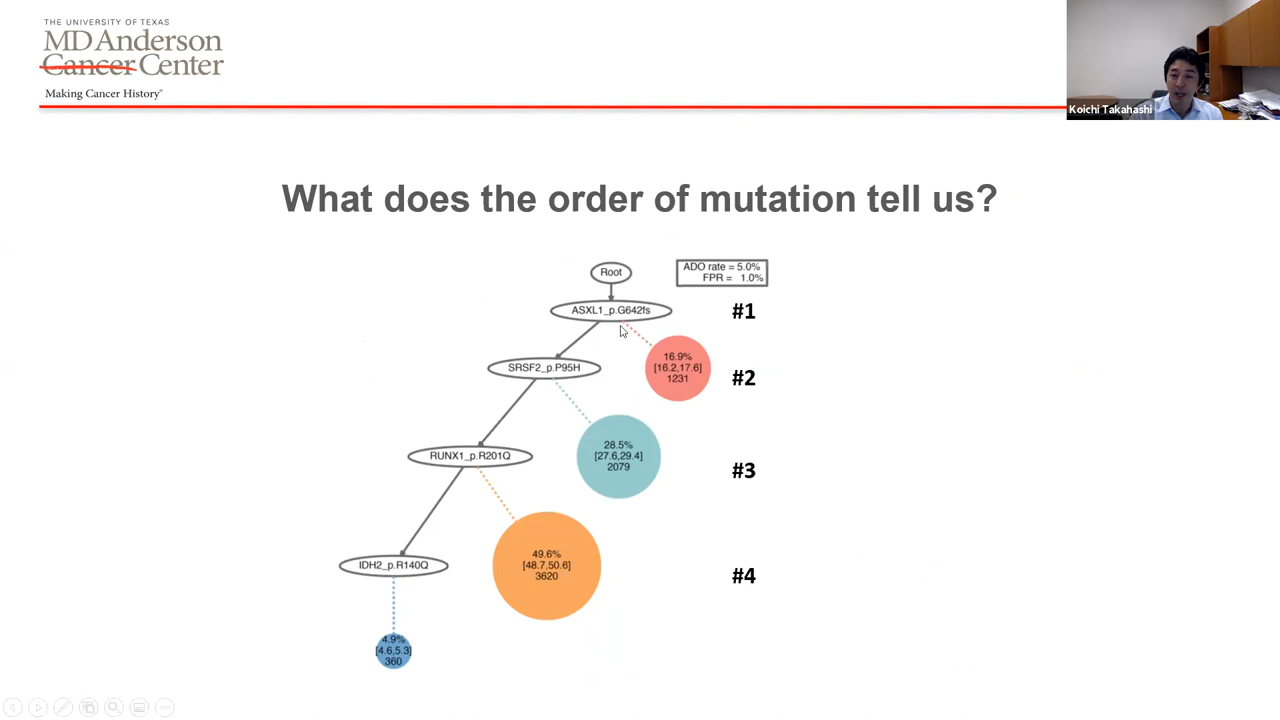 THE UNIVERSITY OF TEXAS
MD Anderson
Cancer Center
Making Cancer History®
Koichi Takahashi
What does the order of mutation tell us?
Root
ADO rate = 5.0%
FPR = 1.0%
ASXL1_p.G642fs
#1
16.9%
[16.2,17.6]
1231
SRSF2_p.P95H
#2
28.5%
[27.6,29.4]
2079
RUNX1_p.R201Q
#3
49.6%
[48.7,50.6]
3620
IDH2_p.R140Q
#4
4.9%
[4.6,5.3]
360